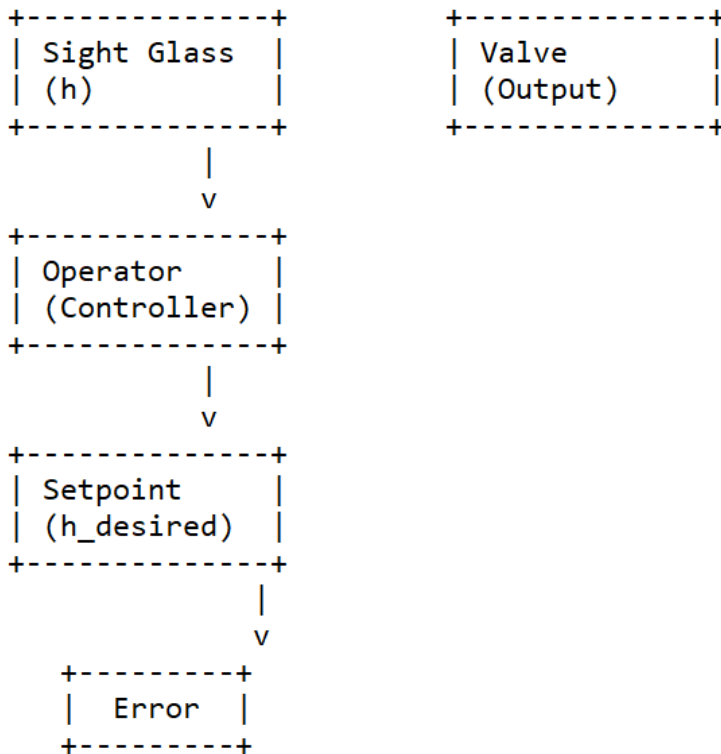 +--------------+ +--------------+
| Sight Glass | | Valve |
| (h) | | (Output) |
+--------------+ +--------------+
|
v
+--------------+
| Operator |
| (Controller) |
+--------------+
|
v
+--------------+
| Setpoint |
| (h_desired) |
+--------------+
|
v
+---------+
| Error |
+---------+